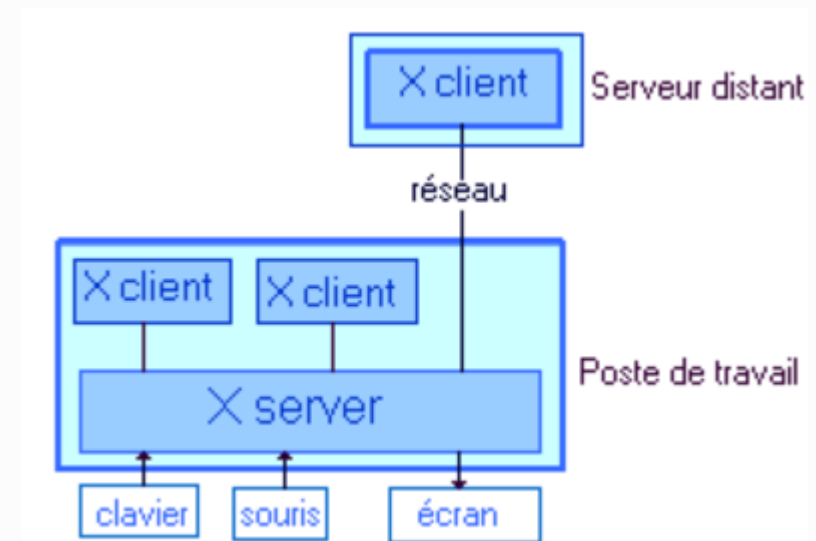 X client
Serveur distant
réseau
X client
X client
Poste de travail
X server
clavier
souris
écran